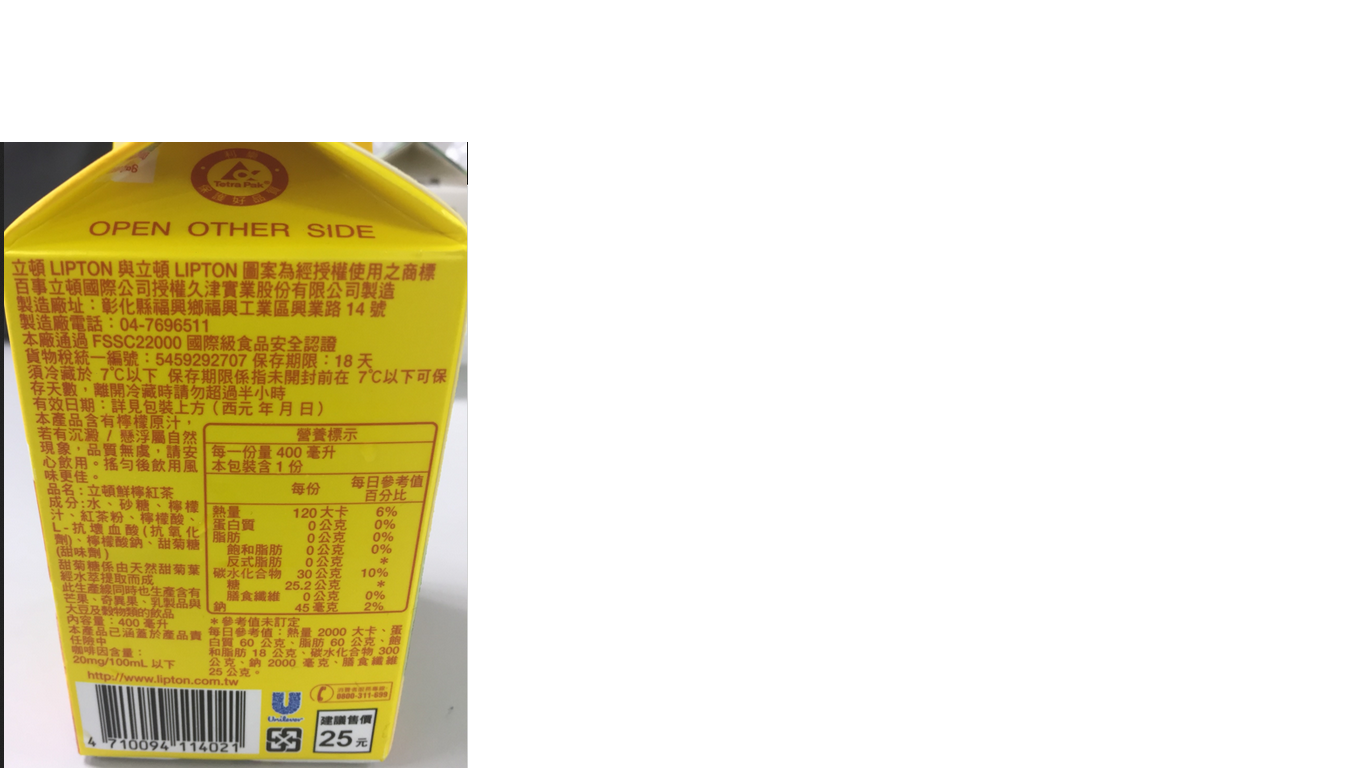 Tetra Pak
OPEN OTHER SIDE
立頓 LIPTON 與立頓 LIPTON 圖案為經授權使用之商標
百事立頓國際公司授權久津實業股份有限公司製造
製造廠址：彰化縣福興鄉福興工業區興業路 14 號
製造廠電話：04-7696511
本廠通過 FSSC22000 國際級食品安全認證
貨物稅統一編號：5459292707 保存期限：18 天
須冷藏於 7℃以下 保存期限係指未開封前在 7℃以下可保
存天數，離開冷藏時請勿超過半小時
有效日期：詳見包裝上方（西元 年 月 日）
本產品含有檸檬原汁，
若有沉澱 / 懸浮屬自然
現象，品質無虞，請安
心飲用。搖勻後飲用風
味更佳。
品名：立頓鮮檸紅茶
成分：水、砂糖、檸檬
汁、紅茶粉、檸檬酸、
L-抗壞血酸(抗氧化
劑)、檸檬酸鈉、甜菊糖
(甜味劑)
甜菊糖係由天然甜菊葉
經水萃提取而成
此生產線同時也生產含有
芒果、奇異果、乳製品與
大豆及穀物類的飲品
內容量：400 毫升
本產品已涵蓋於產品責
任險中
咖啡因含量：
20mg/100mL 以下
http://www.lipton.com.tw
營養標示
每一份量 400 毫升
本包裝含 1 份
每份 每日參考值百分比
熱量 120 大卡 6%
蛋白質 0 公克 0%
脂肪 0 公克 0%
飽和脂肪 0 公克 0%
反式脂肪 0 公克 *
碳水化合物 30 公克 10%
糖 25.2 公克 *
膳食纖維 0 公克 0%
鈉 45 毫克 2%
*參考值未訂定
每日參考值：熱量 2000 大卡、蛋
白質 60 公克、脂肪 60 公克、飽
和脂肪 18 公克、碳水化合物 300
公克、鈉 2000 毫克、膳食纖維
25 公克。
0800-311-699
Unilever
建議售價
25元
4 710094 114021